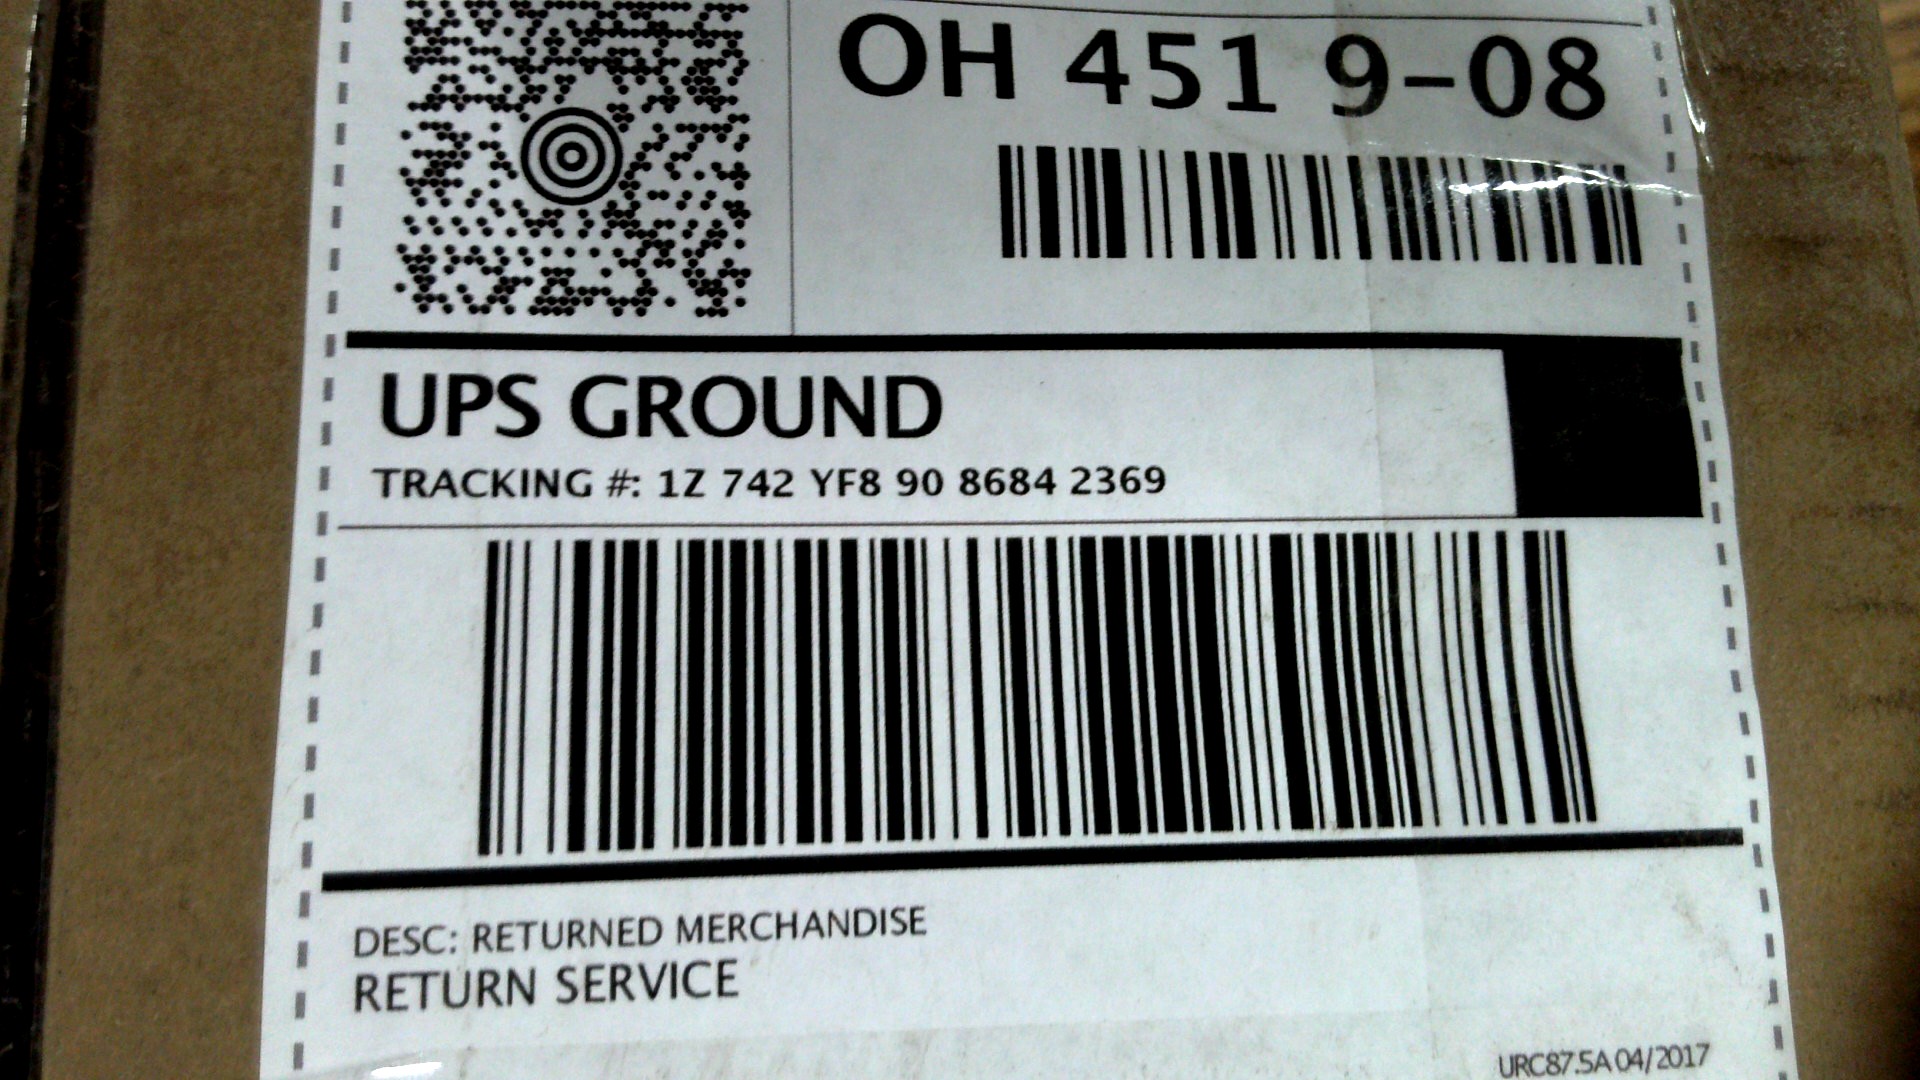 OH 451 9-08
UPS GROUND
TRACKING #: 1Z 742 YF8 90 8684 2369
DESC: RETURNED MERCHANDISE
RETURN SERVICE
URC87.5A 04/2017